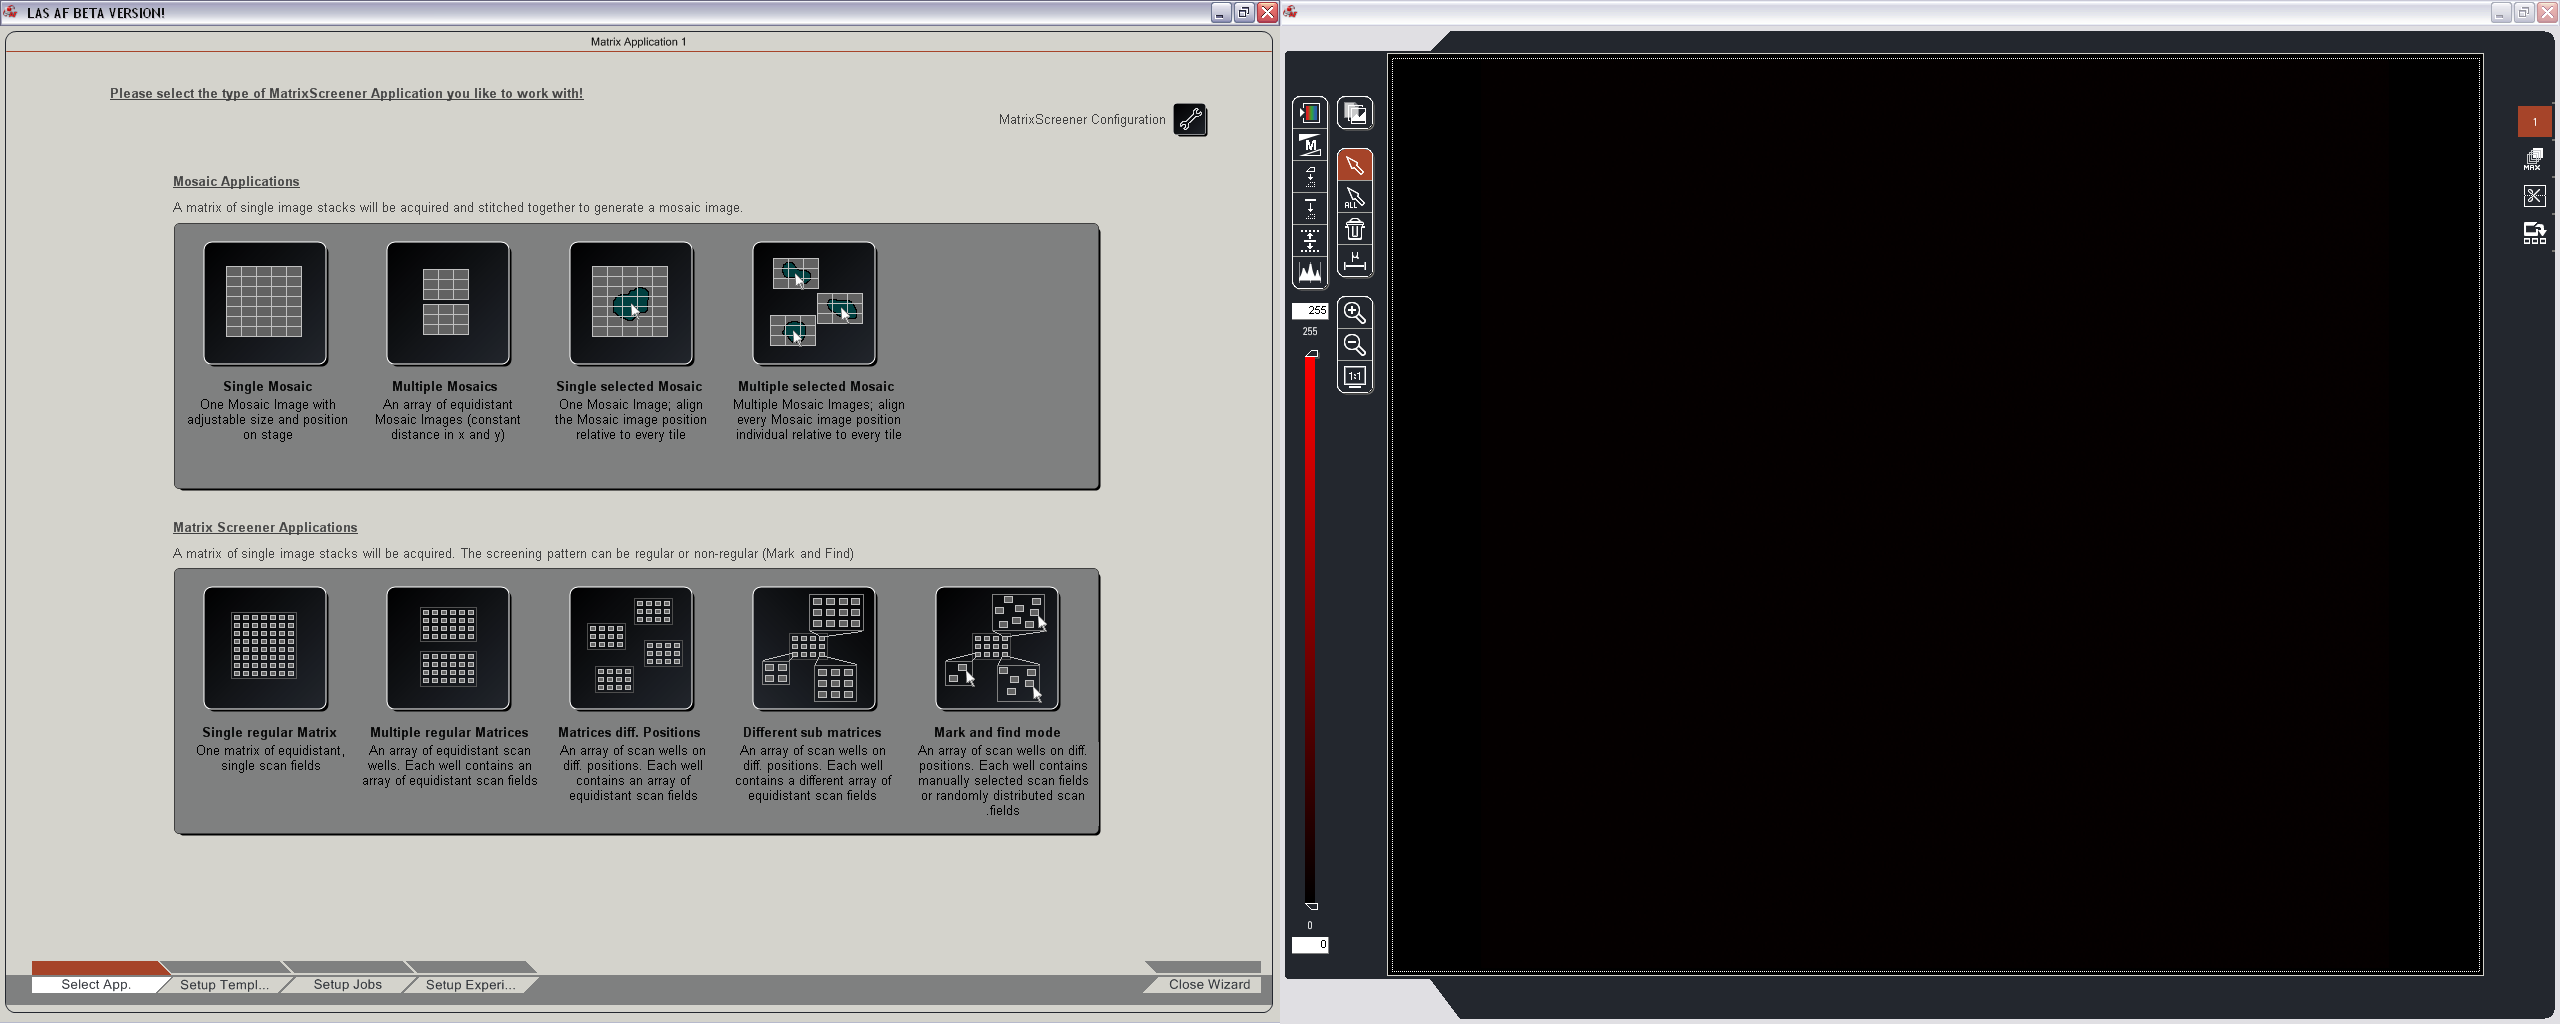 LAS AF BETA VERSION!
Matrix Application 1
Please select the type of MatrixScreener Application you like to work with!
MatrixScreener Configuration
Mosaic Applications
A matrix of single image stacks will be acquired and stitched together to generate a mosaic image.
Single Mosaic
One Mosaic Image with
adjustable size and position
on stage
Multiple Mosaics
An array of equidistant
Mosaic Images (constant
distance in x and y)
Single selected Mosaic
One Mosaic Image; align
the Mosaic image position
relative to every tile
Multiple selected Mosaic
Multiple Mosaic Images; align
every Mosaic image position
individual relative to every tile
Matrix Screener Applications
A matrix of single image stacks will be acquired. The screening pattern can be regular or non-regular (Mark and Find)
Single regular Matrix
One matrix of equidistant,
single scan fields
Multiple regular Matrices
An array of equidistant scan
wells. Each well contains an
array of equidistant scan fields
Matrices diff. Positions
An array of scan wells on
diff. positions. Each well
contains an array of
equidistant scan fields
Different sub matrices
An array of scan wells on
diff. positions. Each well
contains a different array of
equidistant scan fields
Mark and find mode
An array of scan wells on diff.
positions. Each well contains
manually selected scan fields
or randomly distributed scan
.fields
Select App.
Setup Templ...
Setup Jobs
Setup Experi...
Close Wizard
M
ALL
µ
255
255
1:1
0
0
1
MAX